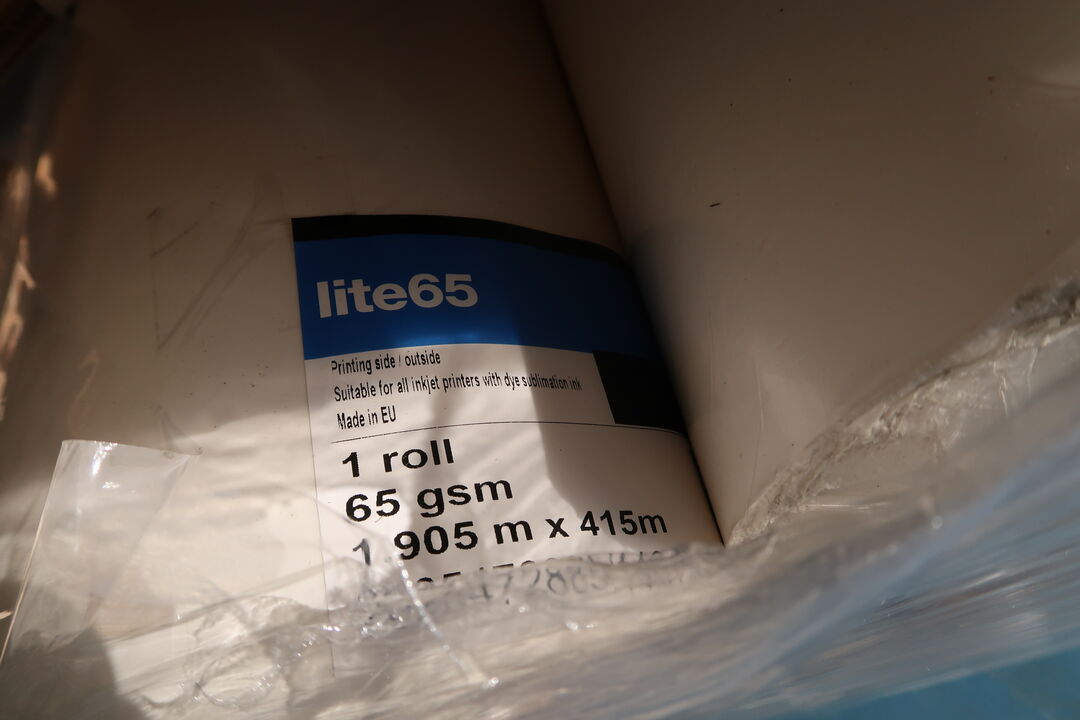 lite65
Printing side / outside
Suitable for all inkjet printers with dye sublimation ink
Made in EU
1 roll
65 gsm
1 905 m x 415m